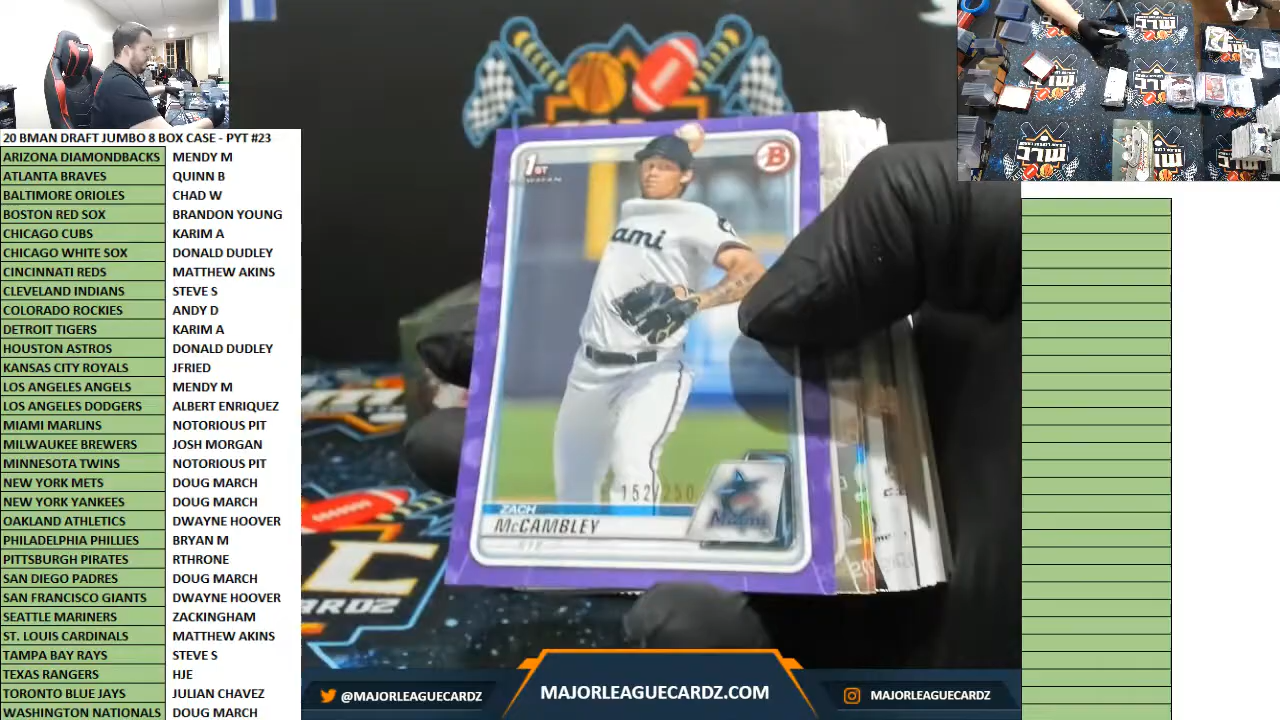 20 BMAN DRAFT JUMBO 8 BOX CASE - PYT #23
ARIZONA DIAMONDBACKS MENDY M
ATLANTA BRAVES QUINN B
BALTIMORE ORIOLES CHAD W
BOSTON RED SOX BRANDON YOUNG
CHICAGO CUBS KARIM A
CHICAGO WHITE SOX DONALD DUDLEY
CINCINNATI REDS MATTHEW AKINS
CLEVELAND INDIANS STEVE S
COLORADO ROCKIES ANDY D
DETROIT TIGERS KARIM A
HOUSTON ASTROS DONALD DUDLEY
KANSAS CITY ROYALS JFRIED
LOS ANGELES ANGELS MENDY M
LOS ANGELES DODGERS ALBERT ENRIQUEZ
MIAMI MARLINS NOTORIOUS PIT
MILWAUKEE BREWERS JOSH MORGAN
MINNESOTA TWINS NOTORIOUS PIT
NEW YORK METS DOUG MARCH
NEW YORK YANKEES DOUG MARCH
OAKLAND ATHLETICS DWAYNE HOOVER
PHILADELPHIA PHILLIES BRYAN M
PITTSBURGH PIRATES RTHRONE
SAN DIEGO PADRES DOUG MARCH
SAN FRANCISCO GIANTS DWAYNE HOOVER
SEATTLE MARINERS ZACKINGHAM
ST. LOUIS CARDINALS MATTHEW AKINS
TAMPA BAY RAYS STEVE S
TEXAS RANGERS HJE
TORONTO BLUE JAYS JULIAN CHAVEZ
WASHINGTON NATIONALS DOUG MARCH
1ST
BOWMAN
B
ami
152/250
Miami
ZACH
McCAMBLEY
@MAJORLEAGUECARDZ
MAJORLEAGUECARDZ.COM
MAJORLEAGUECARDZ